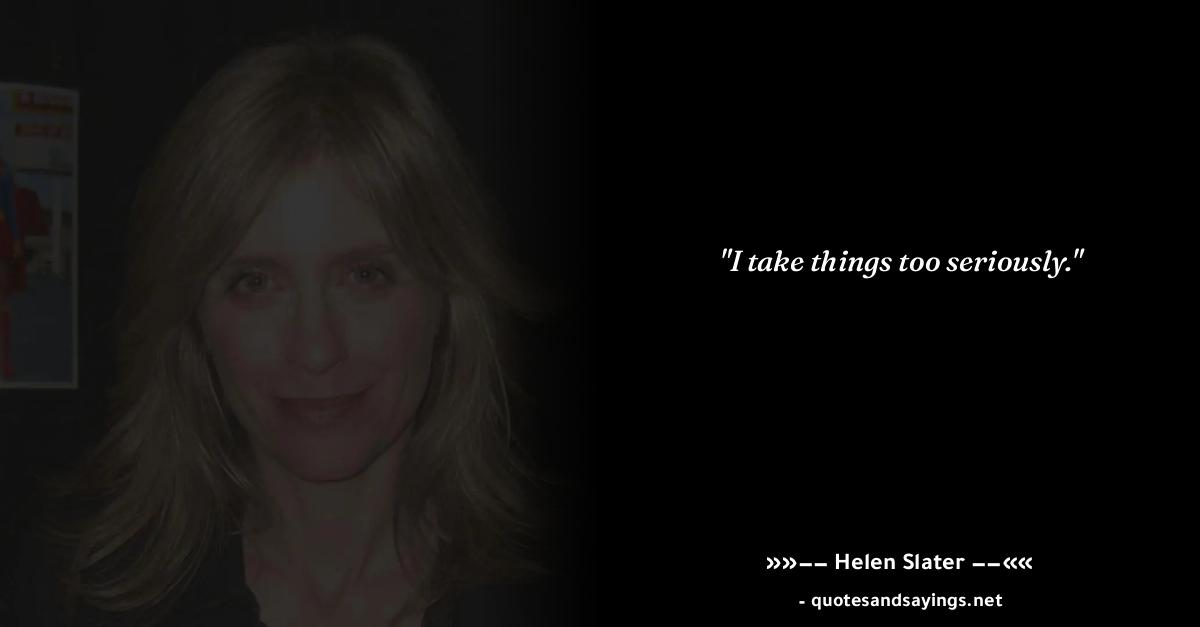 "I take things too seriously."
»»−− Helen Slater −−««
- quotesandsayings.net